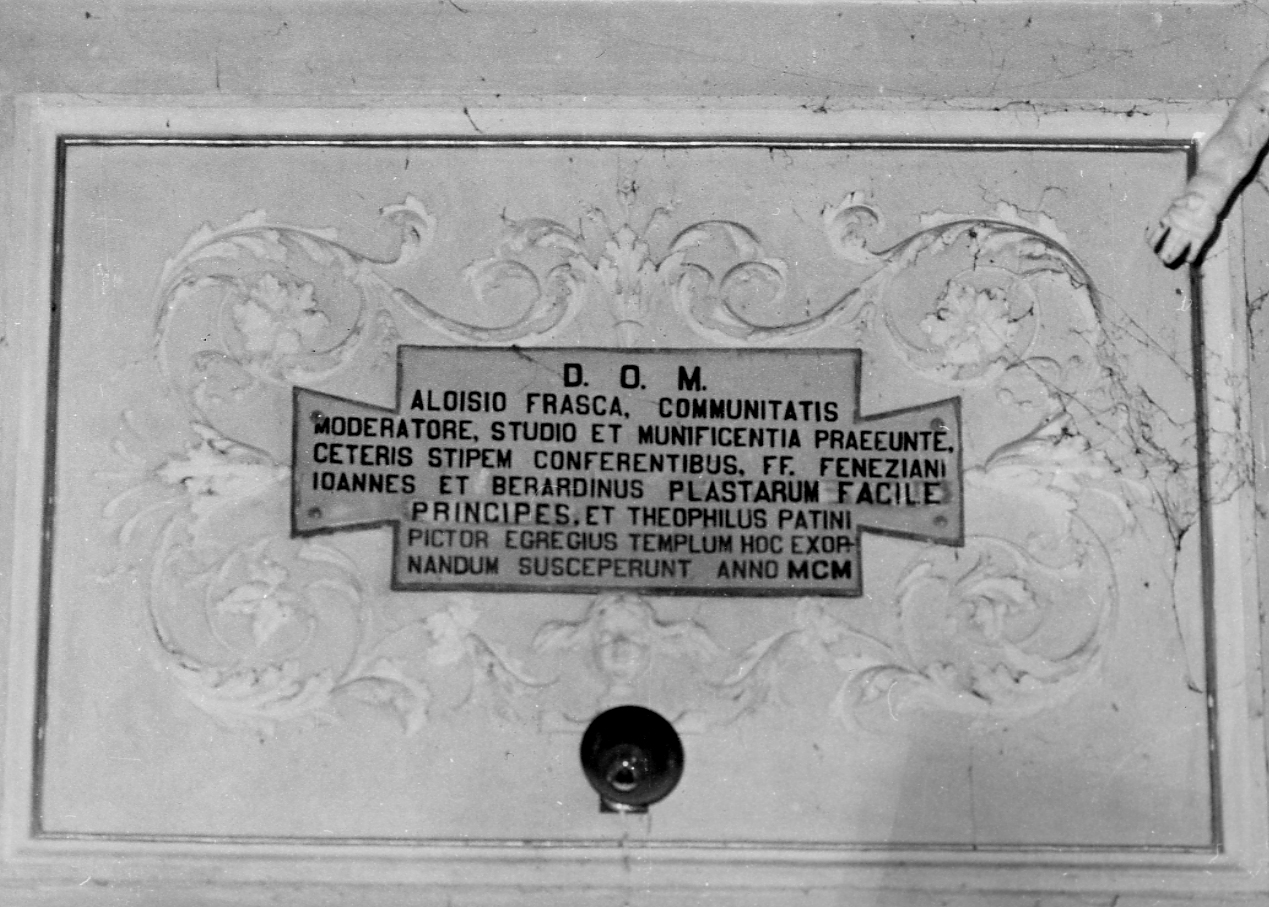 D. O. M.
ALOISIO FRASCA, COMMUNITATIS
MODERATORE, STUDIO ET MUNIFICENTIA PRAEEUNTE,
CETERIS STIPEM CONFERENTIBUS, FF. FENEZIANI
IOANNES ET BERARDINUS PLASTARUM FACILE
PRINCIPES, ET THEOPHILUS PATINI
PICTOR EGREGIUS TEMPLUM HOC EXOR-
NANDUM SUSCEPERUNT ANNO MCM